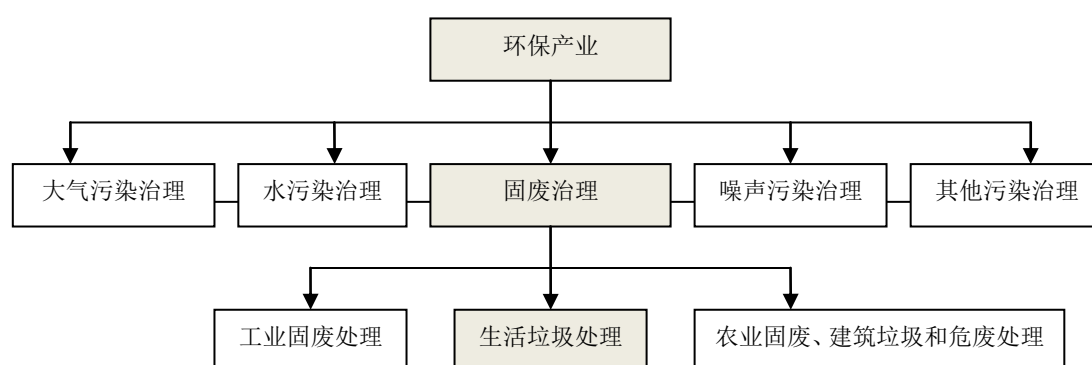 环保产业
大气污染治理
水污染治理
固废治理
噪声污染治理
其他污染治理
工业固废处理
生活垃圾处理
农业固废、建筑垃圾和危废处理